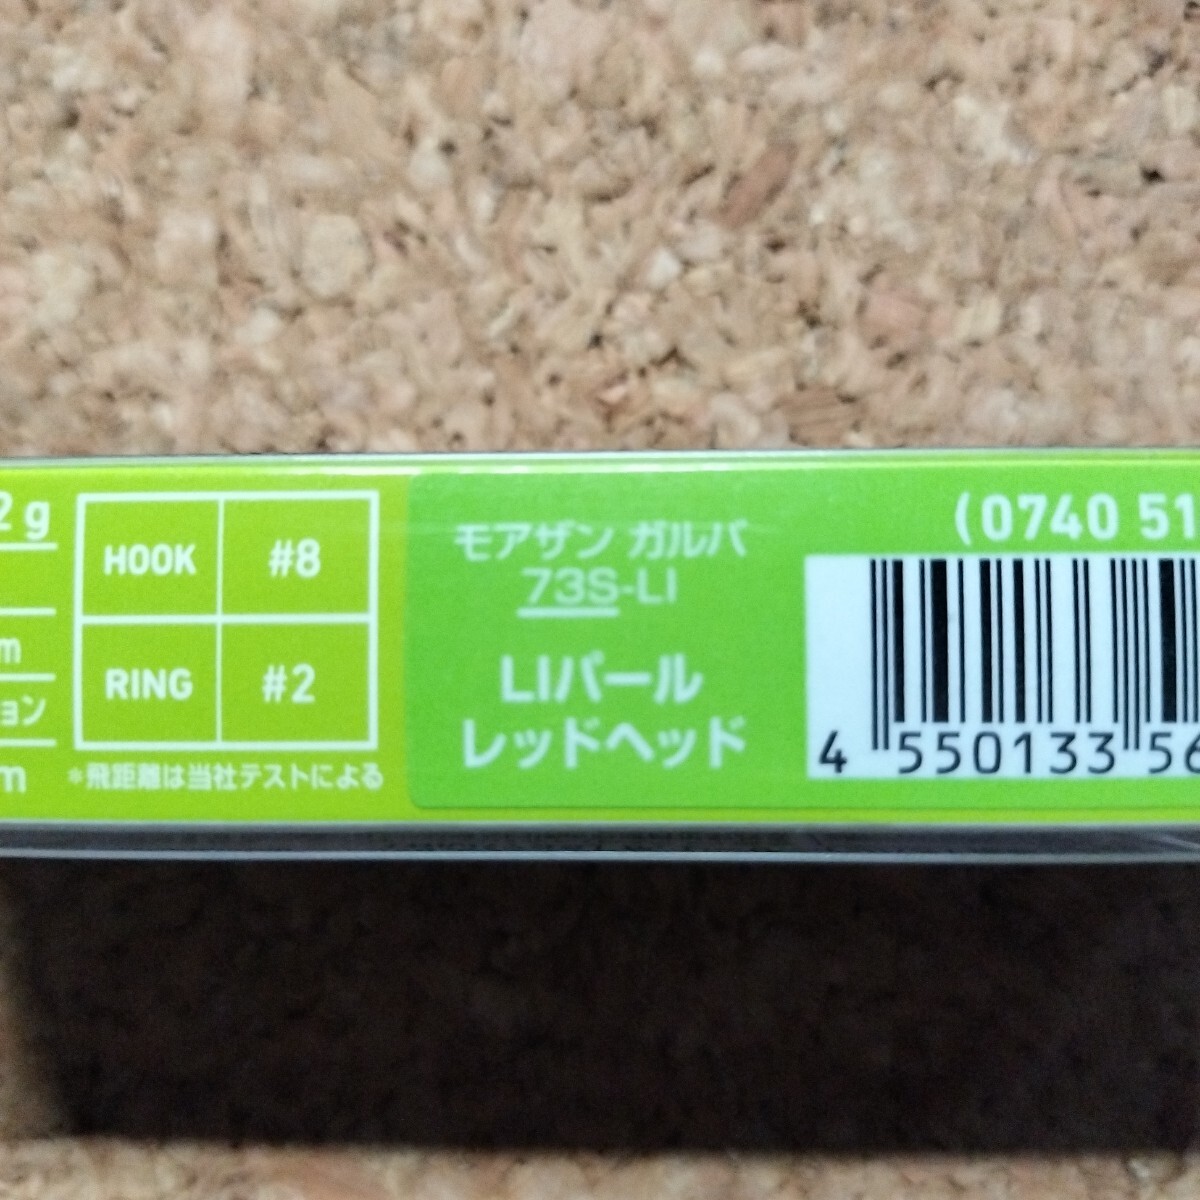 2g
m
ョン
m
HOOK #8
RING #2
*飛距離は当社テストによる
モアザン ガルバ
73S-LI
LIパール
レッドヘッド
(0740 51
4 550133 56